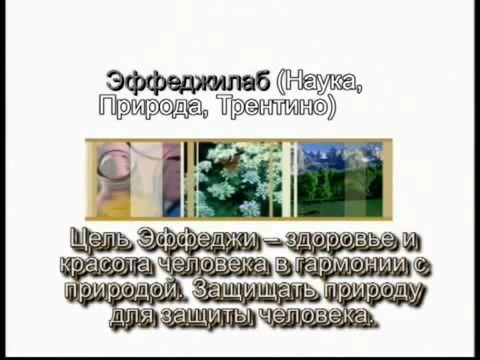 Эффеджилаб (Наука,
Природа, Трентино)
Цель Эффеджи – здоровье и
красота человека в гармонии с
природой. Защищать природу
для защиты человека.